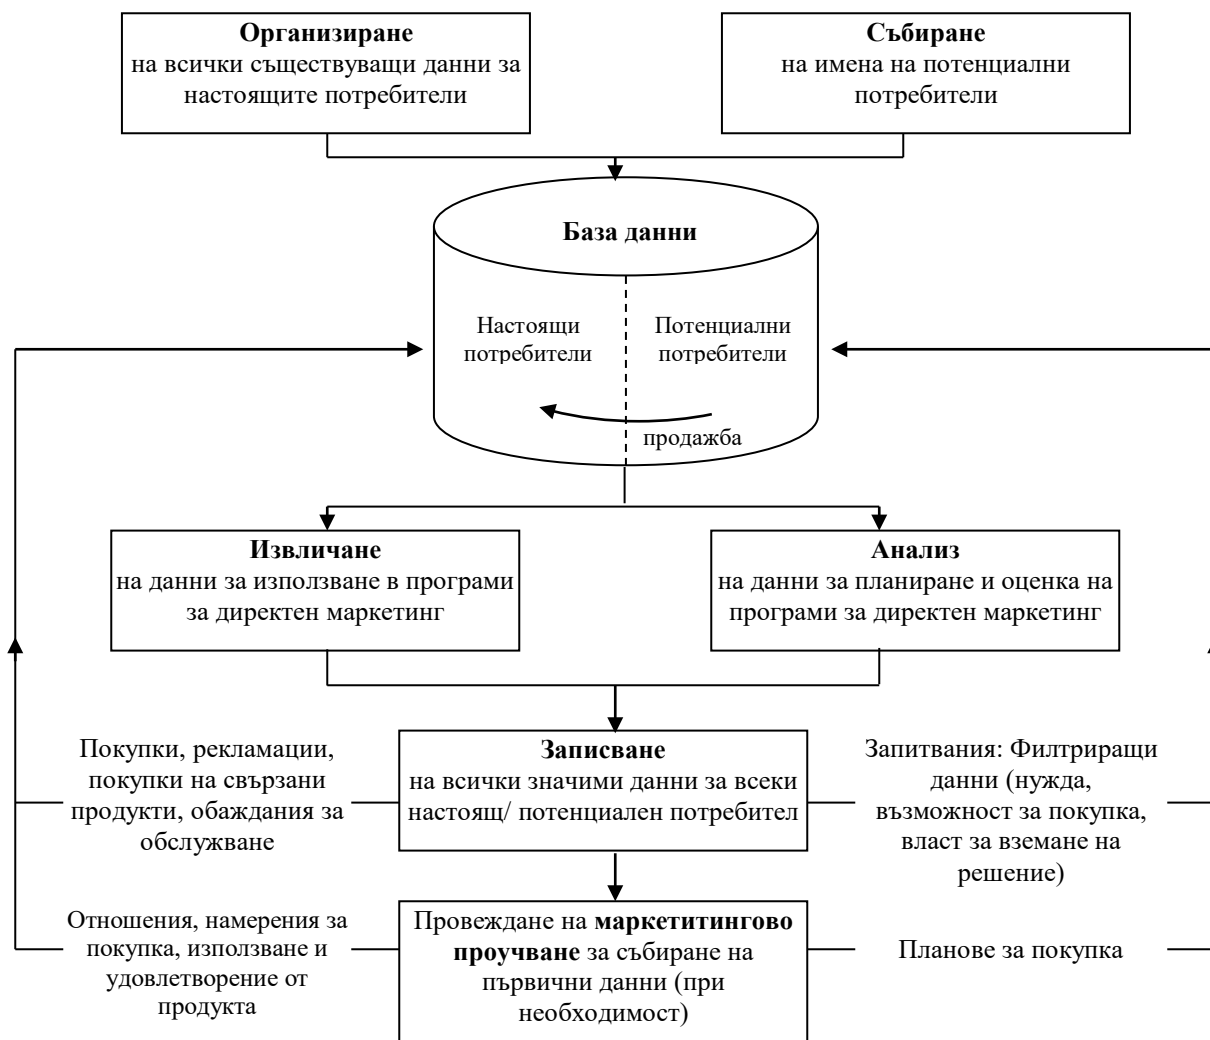 Организиране
на всички съществуващи данни за
настоящите потребители
Събиране
на имена на потенциални
потребители
База данни
Настоящи
потребители
Потенциални
потребители
продажба
Извличане
на данни за използване в програми
за директен маркетинг
Анализ
на данни за планиране и оценка на
програми за директен маркетинг
Покупки, рекламации,
покупки на свързани
продукти, обаждания за
обслужване
Записване
на всички значими данни за всеки
настоящ/ потенциален потребител
Запитвания: Филтриращи
данни (нужда,
възможност за покупка,
власт за вземане на
решение)
Отношения, намерения за
покупка, използване и
удовлетворение от
продукта
Провеждане на маркетитингово
проучване за събиране на
първични данни (при
необходимост)
Планове за покупка